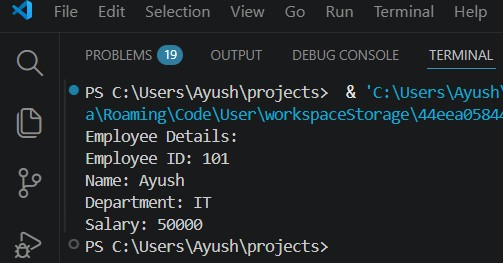 File Edit Selection View Go Run Terminal Help
PROBLEMS 19 OUTPUT DEBUG CONSOLE TERMINAL
PS C:\Users\Ayush\projects> & 'C:\Users\Ayush\
a\Roaming\Code\User\workspaceStorage\44eea0584
Employee Details:
Employee ID: 101
Name: Ayush
Department: IT
Salary: 50000
PS C:\Users\Ayush\projects>